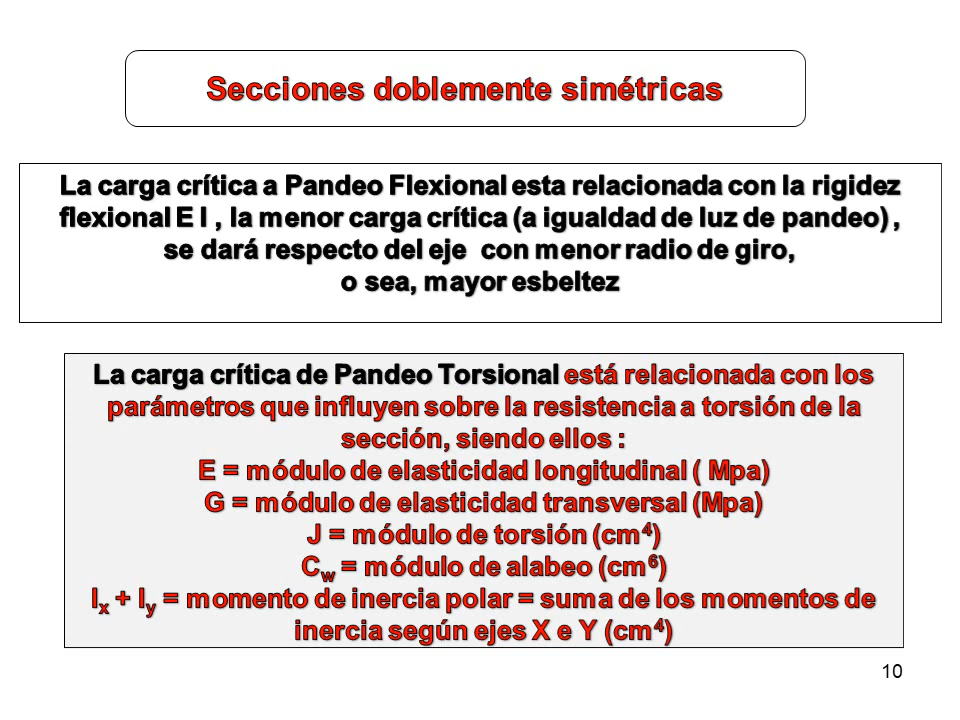 Secciones doblemente simétricas
La carga crítica a Pandeo Flexional esta relacionada con la rigidez
flexional E I , la menor carga crítica (a igualdad de luz de pandeo) ,
se dará respecto del eje con menor radio de giro,
o sea, mayor esbeltez
La carga crítica de Pandeo Torsional está relacionada con los
parámetros que influyen sobre la resistencia a torsión de la
sección, siendo ellos :
E = módulo de elasticidad longitudinal ( Mpa)
G = módulo de elasticidad transversal (Mpa)
J = módulo de torsión (cm⁴)
C_w = módulo de alabeo (cm⁶)
I_x + I_y = momento de inercia polar = suma de los momentos de
inercia según ejes X e Y (cm⁴)
10